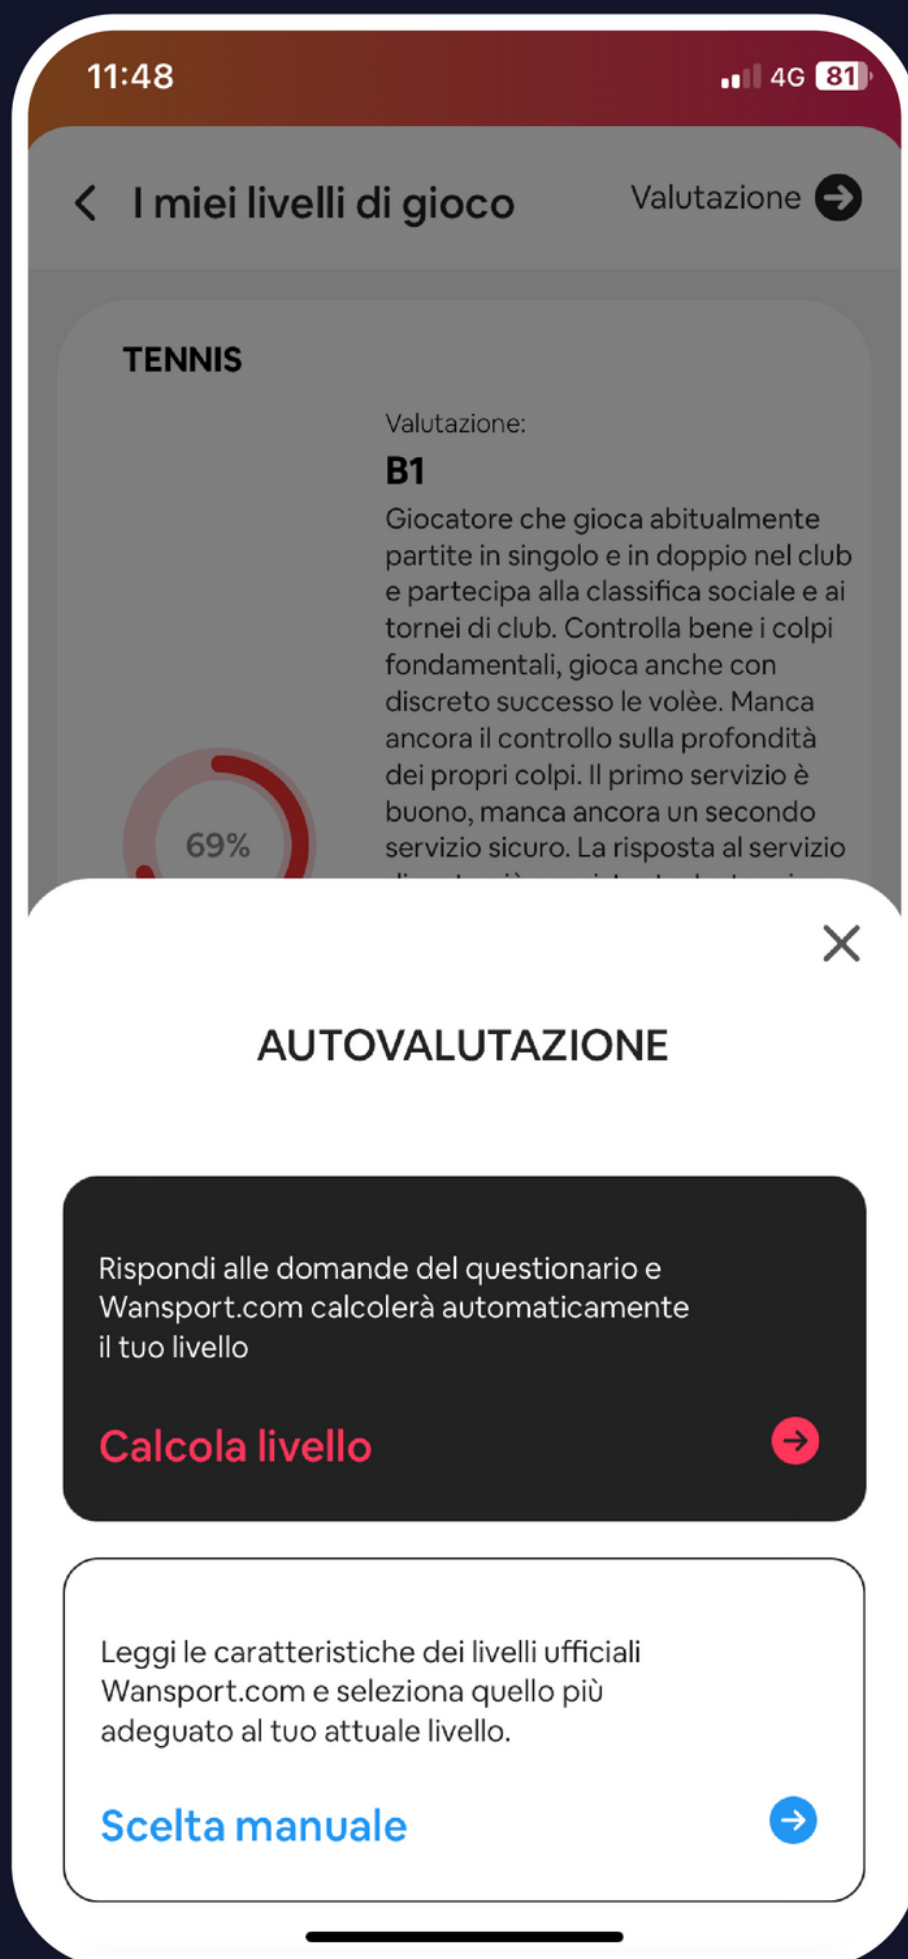 11:48
4G 81
I miei livelli di gioco
Valutazione
TENNIS
Valutazione:
B1
Giocatore che gioca abitualmente
partite in singolo e in doppio nel club
e partecipa alla classifica sociale e ai
tornei di club. Controlla bene i colpi
fondamentali, gioca anche con
discreto successo le volèe. Manca
ancora il controllo sulla profondità
dei propri colpi. Il primo servizio è
buono, manca ancora un secondo
servizio sicuro. La risposta al servizio
69%
AUTOVALUTAZIONE
Rispondi alle domande del questionario e
Wansport.com calcolerà automaticamente
il tuo livello
Calcola livello
Leggi le caratteristiche dei livelli ufficiali
Wansport.com e seleziona quello più
adeguato al tuo attuale livello.
Scelta manuale